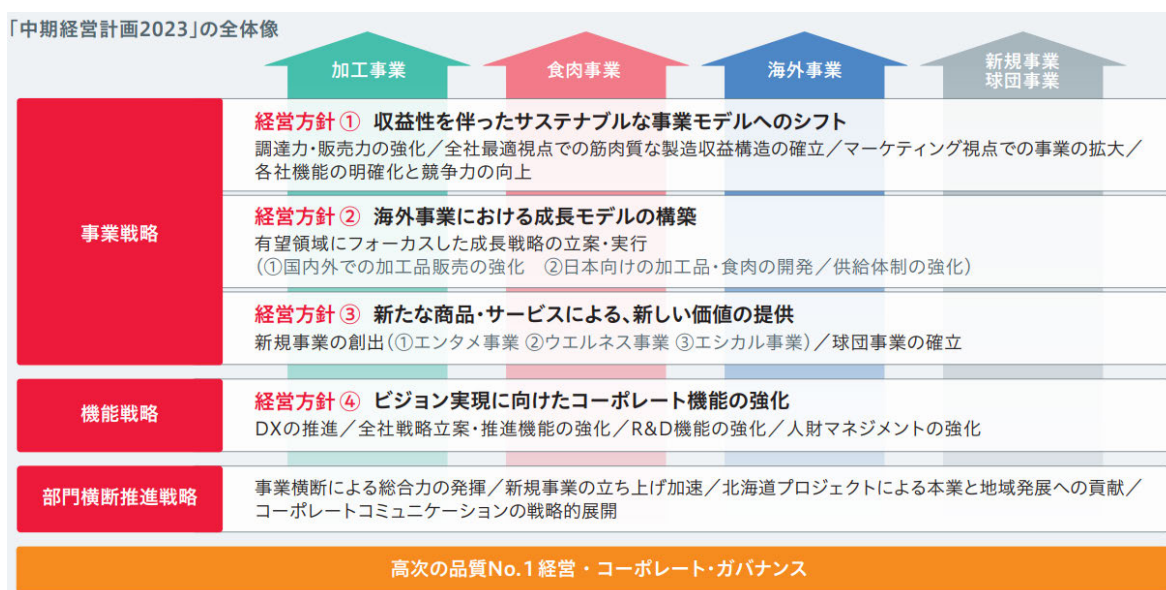 「中期経営計画2023」の全体像
加工事業
食肉事業
海外事業
新規事業
球団事業
事業戦略
経営方針① 収益性を伴ったサステナブルな事業モデルへのシフト
調達力・販売力の強化／全社最適視点での筋肉質な製造収益構造の確立／マーケティング視点での事業の拡大／
各社機能の明確化と競争力の向上
経営方針② 海外事業における成長モデルの構築
有望領域にフォーカスした成長戦略の立案・実行
（①国内外での加工品販売の強化　②日本向けの加工品・食肉の開発／供給体制の強化）
経営方針③ 新たな商品・サービスによる、新しい価値の提供
新規事業の創出（①エンタメ事業 ②ウエルネス事業 ③エシカル事業）／球団事業の確立
機能戦略
経営方針④ ビジョン実現に向けたコーポレート機能の強化
DXの推進／全社戦略立案・推進機能の強化／R&D機能の強化／人財マネジメントの強化
部門横断推進戦略
事業横断による総合力の発揮／新規事業の立ち上げ加速／北海道プロジェクトによる本業と地域発展への貢献／
コーポレートコミュニケーションの戦略的展開
高次の品質No.1経営・コーポレート・ガバナンス